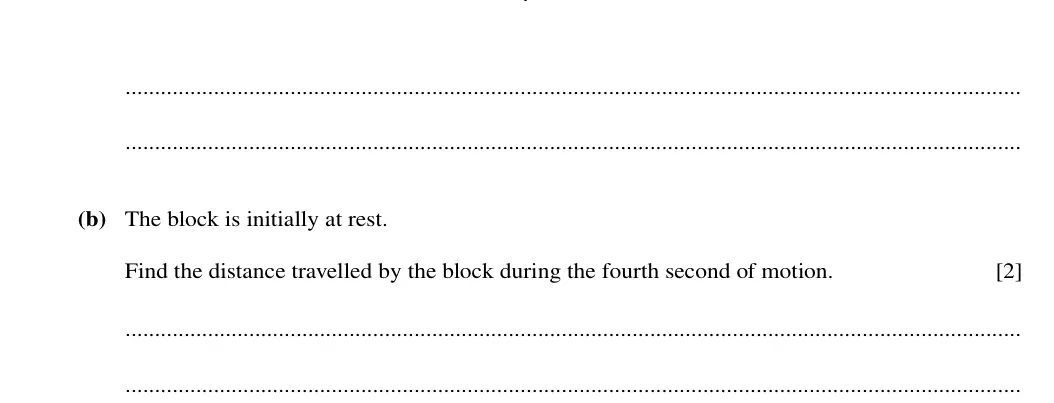 (b) The block is initially at rest.
Find the distance travelled by the block during the fourth second of motion. [2]